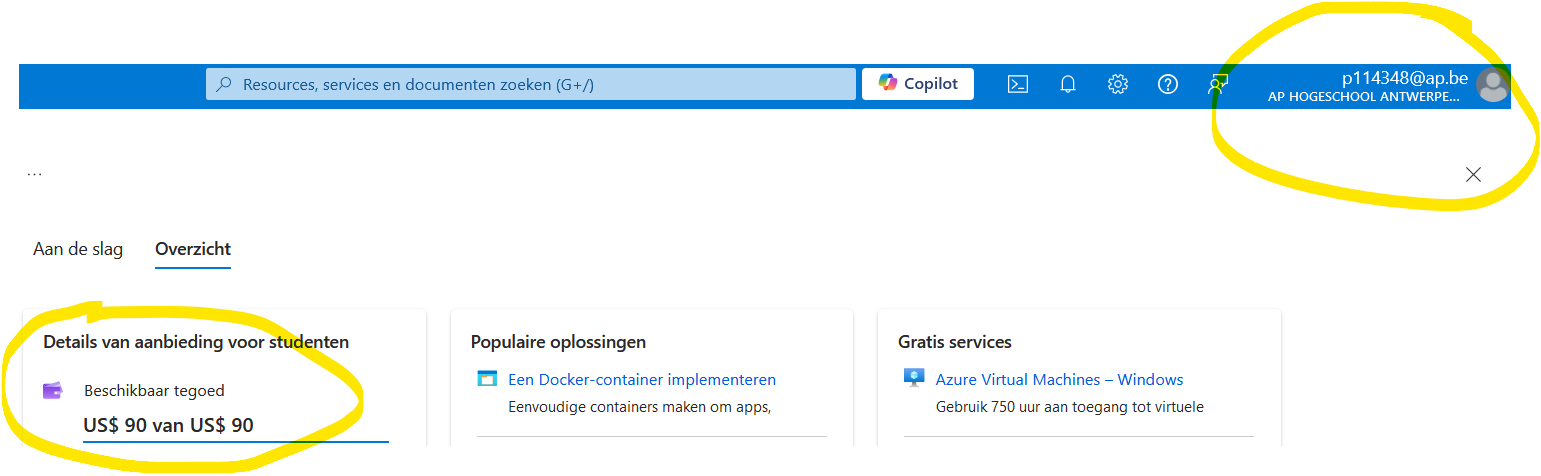 Resources, services en documenten zoeken (G+/)
Copilot
p114348@ap.be
AP HOGESCHOOL ANTWERPE...
...
Aan de slag
Overzicht
Details van aanbieding voor studenten
Beschikbaar tegoed
US$ 90 van US$ 90
Populaire oplossingen
Een Docker-container implementeren
Eenvoudige containers maken om apps,
Gratis services
Azure Virtual Machines – Windows
Gebruik 750 uur aan toegang tot virtuele